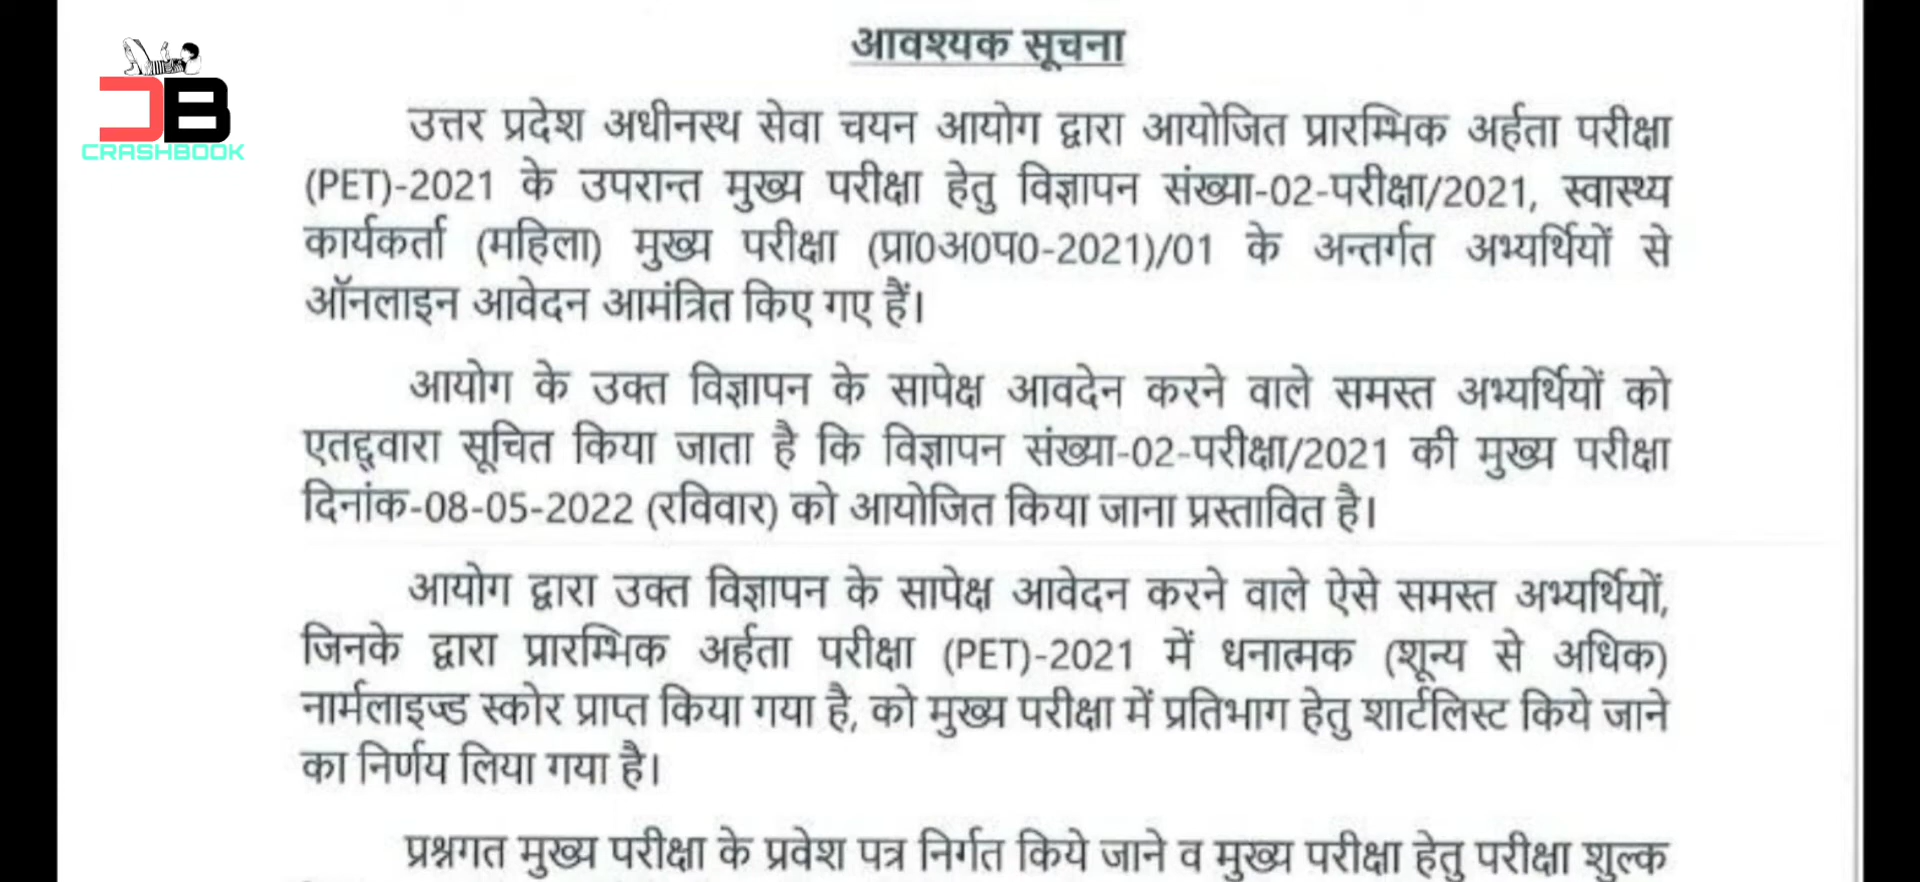 आवश्यक सूचना
CB
CRASHBOOK
उत्तर प्रदेश अधीनस्थ सेवा चयन आयोग द्वारा आयोजित प्रारम्भिक अर्हता परीक्षा
(PET)-2021 के उपरान्त मुख्य परीक्षा हेतु विज्ञापन संख्या-02-परीक्षा/2021, स्वास्थ्य
कार्यकर्ता (महिला) मुख्य परीक्षा (प्रा0अ0प0-2021)/01 के अन्तर्गत अभ्यर्थियों से
ऑनलाइन आवेदन आमंत्रित किए गए हैं।
आयोग के उक्त विज्ञापन के सापेक्ष आवदेन करने वाले समस्त अभ्यर्थियों को
एतद्द्वारा सूचित किया जाता है कि विज्ञापन संख्या-02-परीक्षा/2021 की मुख्य परीक्षा
दिनांक-08-05-2022 (रविवार) को आयोजित किया जाना प्रस्तावित है।
आयोग द्वारा उक्त विज्ञापन के सापेक्ष आवेदन करने वाले ऐसे समस्त अभ्यर्थियों,
जिनके द्वारा प्रारम्भिक अर्हता परीक्षा (PET)-2021 में धनात्मक (शून्य से अधिक)
नार्मलाइज्ड स्कोर प्राप्त किया गया है, को मुख्य परीक्षा में प्रतिभाग हेतु शार्टलिस्ट किये जाने
का निर्णय लिया गया है।
प्रश्नगत मुख्य परीक्षा के प्रवेश पत्र निर्गत किये जाने व मुख्य परीक्षा हेतु परीक्षा शुल्क